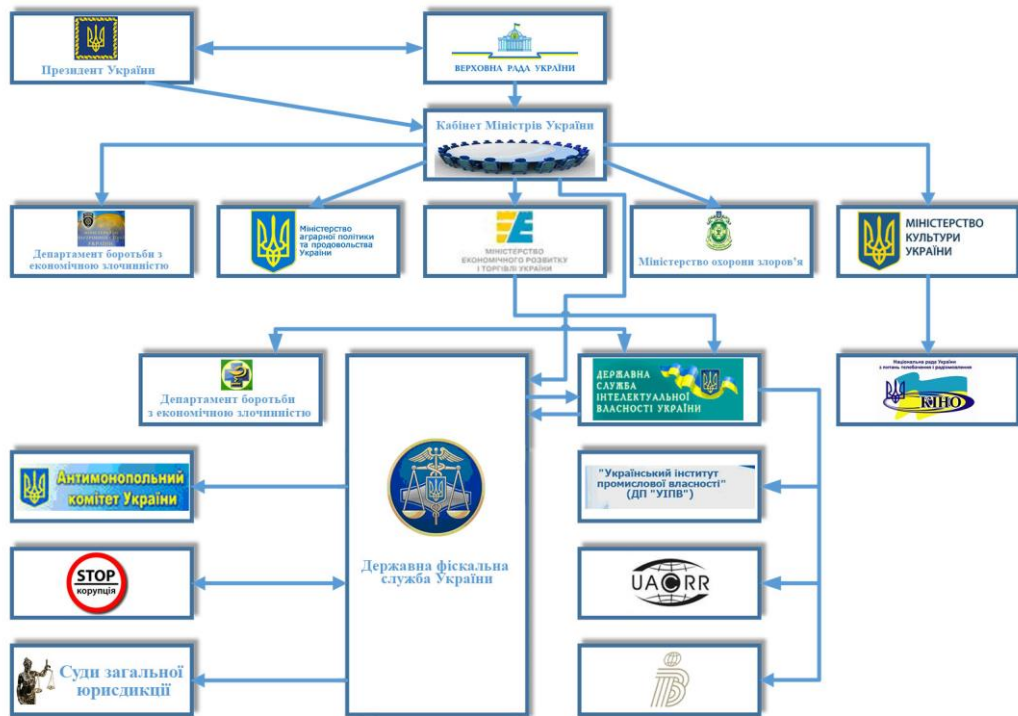 Президент України
ВЕРХОВНА РАДА УКРАЇНИ
Кабінет Міністрів України
Департамент боротьби з
економічною злочинністю
Міністерство
аграрної політики
та продовольства
України
МІНІСТЕРСТВО
ЕКОНОМІЧНОГО РОЗВИТКУ
І ТОРГІВЛІ УКРАЇНИ
Міністерство охорони злоров'я
МІНІСТЕРСТВО
КУЛЬТУРИ
УКРАЇНИ
Департамент боротьби
з економічною злочинністю
ДЕРЖАВНА
СЛУЖБА
ІНТЕЛЕКТУАЛЬНОЇ
ВЛАСНОСТІ УКРАЇНИ
Національна рада України
з питань телебачення і радіомовлення
КІНО
Антимонопольний
комітет України
"Український інститут
промислової власності"
(ДП "УІПВ")
STOP
корупція
Державна фіскальна
служба України
UACRR
Суди загальної
юрисдикції